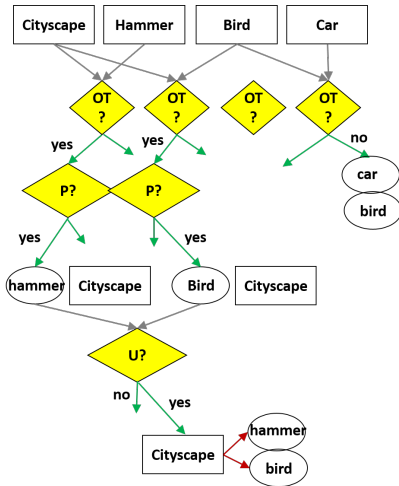 Cityscape Hammer Bird Car
OT OT OT OT
? ? ? ?
yes yes no
car
P? P? bird
yes yes
hammer Cityscape Bird Cityscape
U?
no yes
hammer
Cityscape
bird